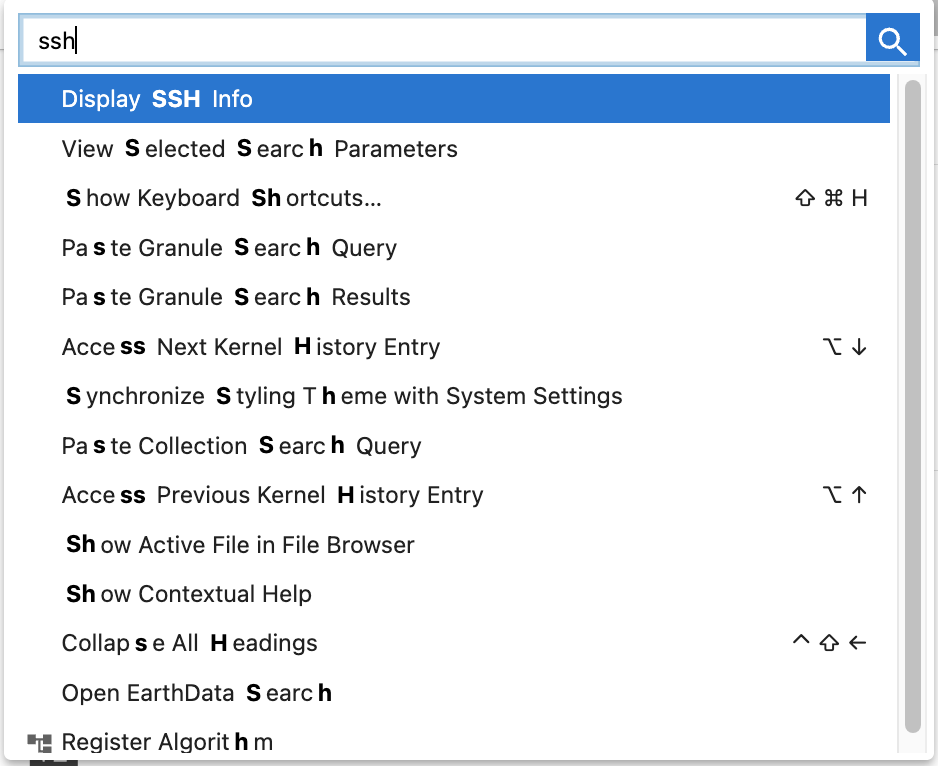 ssh
Display SSH Info
View Selected Search Parameters
Show Keyboard Shortcuts... ⇧ ⌘ H
Paste Granule Search Query
Paste Granule Search Results
Access Next Kernel History Entry ⌥ ↓
Synchronize Styling Theme with System Settings
Paste Collection Search Query
Access Previous Kernel History Entry ⌥ ↑
Show Active File in File Browser
Show Contextual Help
Collapse All Headings ^ ⇧ ←
Open EarthData Search
Register Algorithm